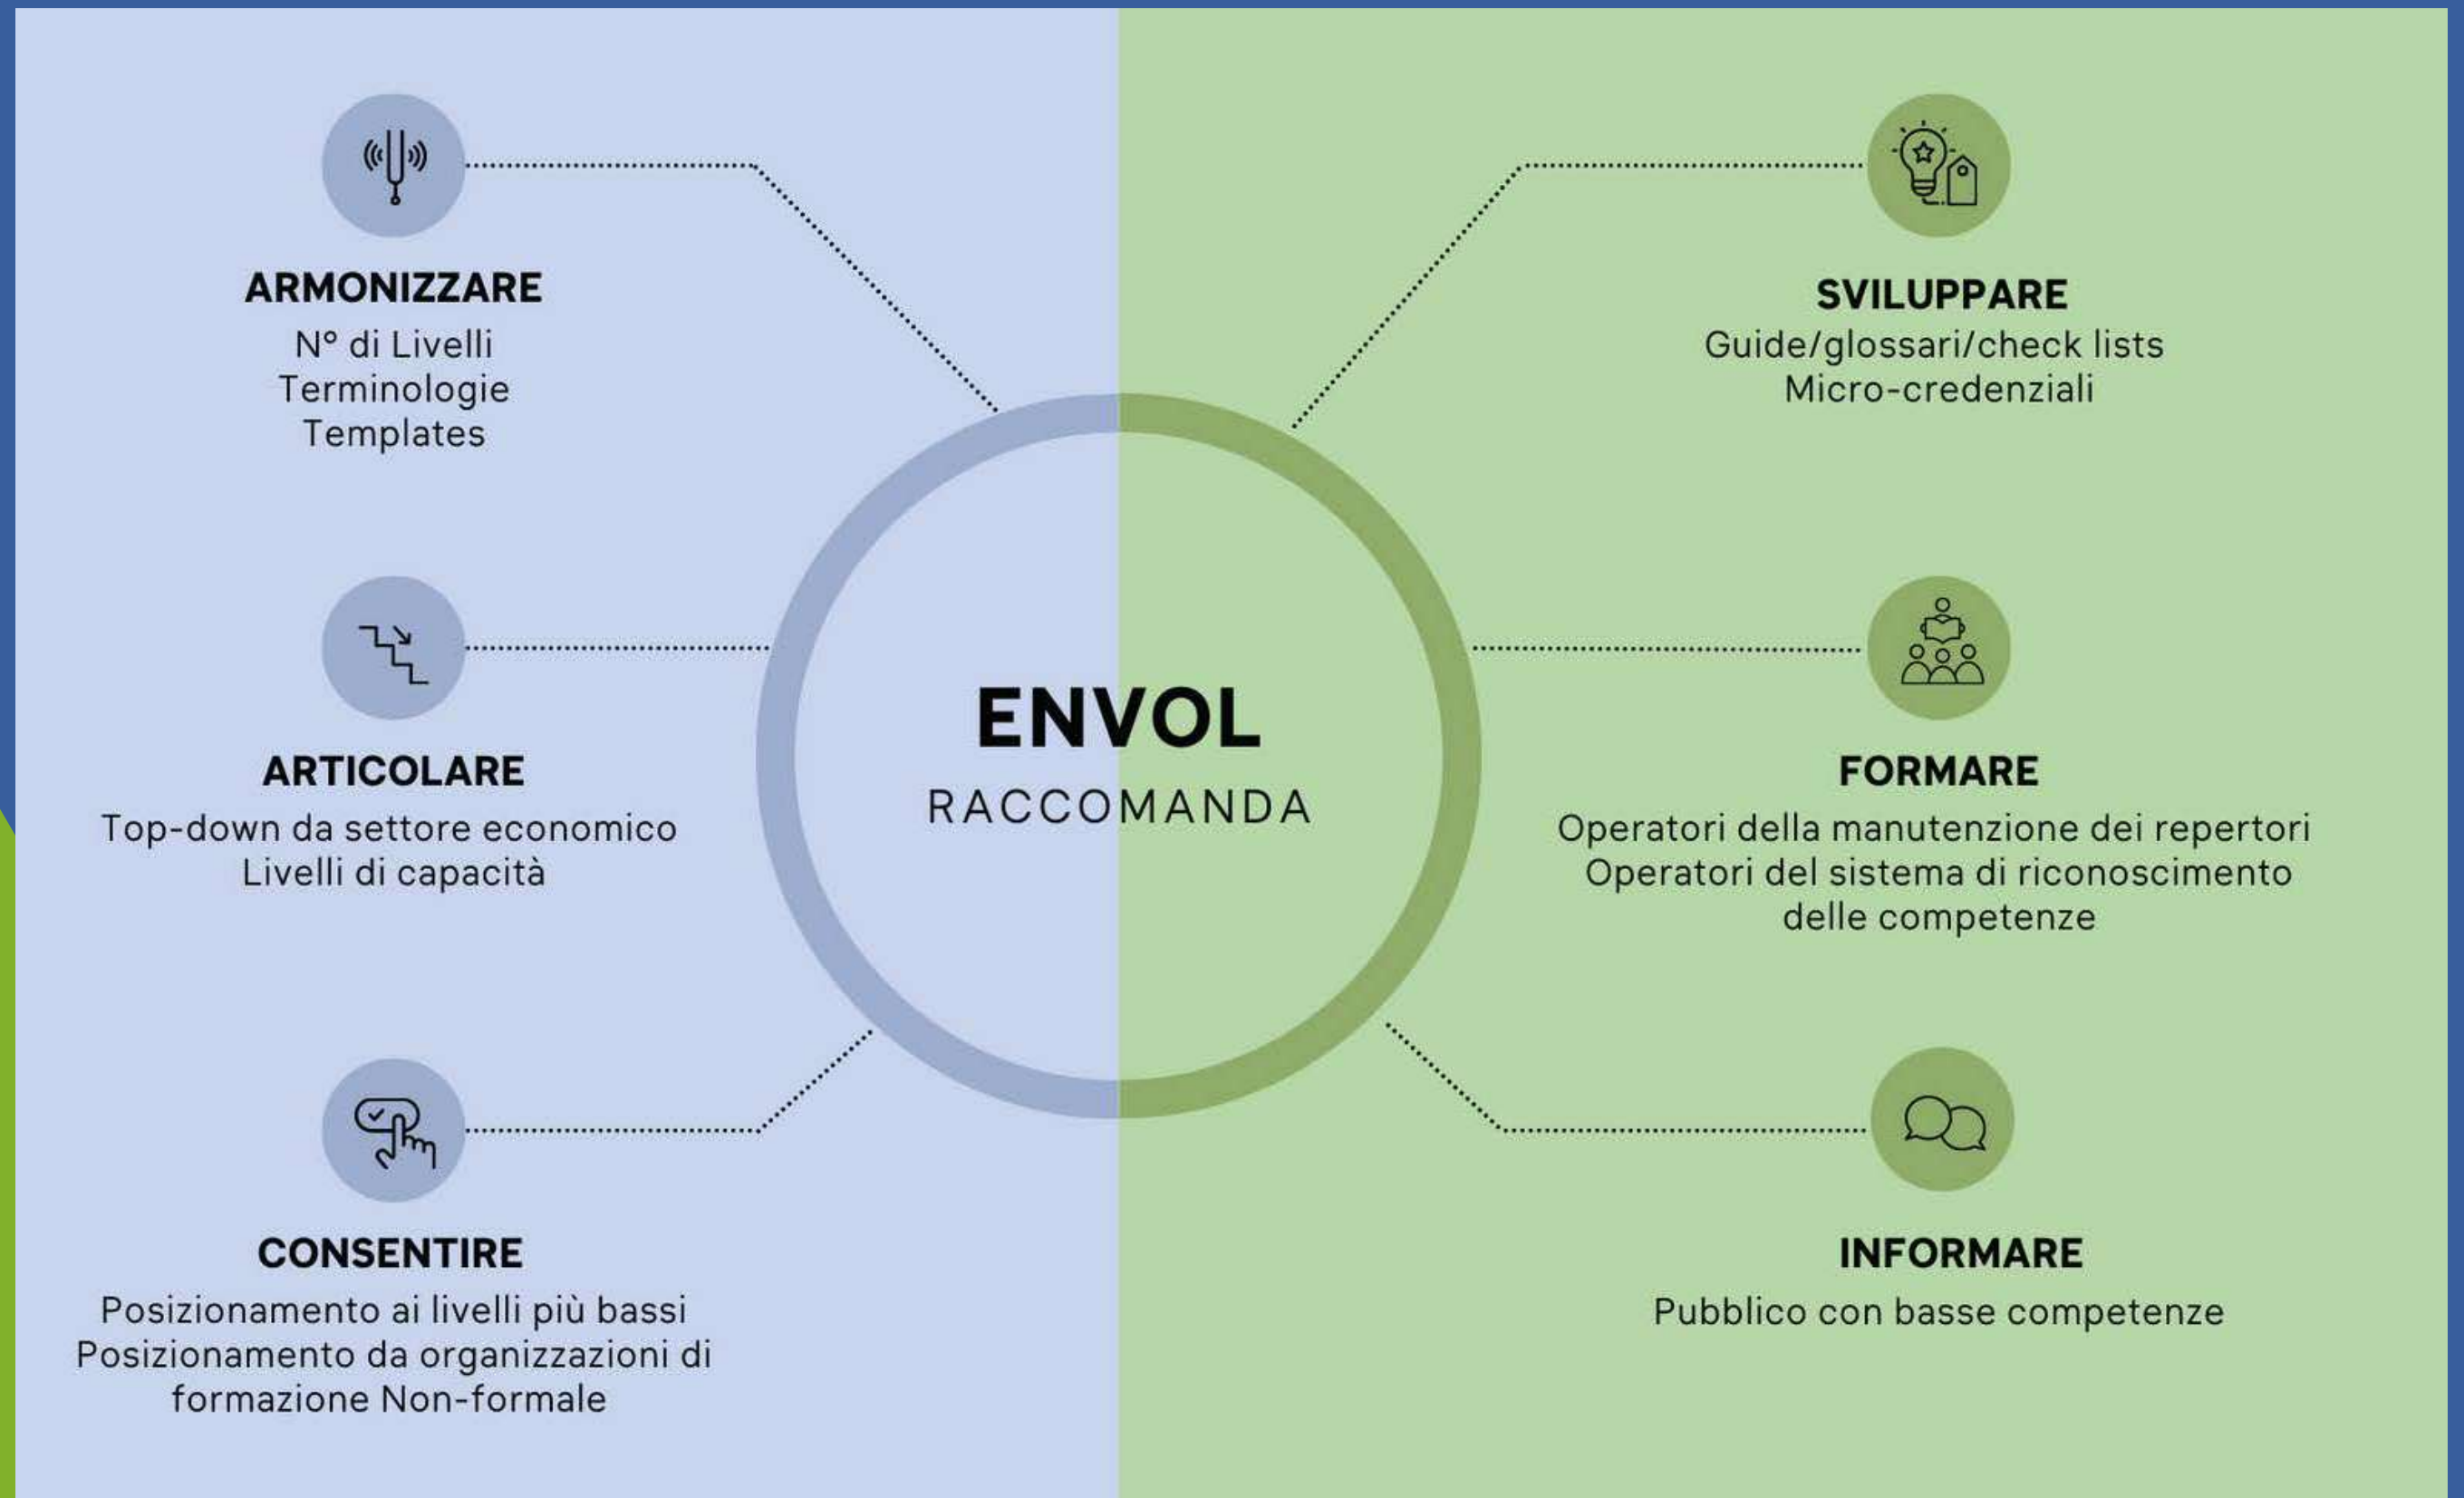 ARMONIZZARE
N° di Livelli
Terminologie
Templates
ARTICOLARE
Top-down da settore economico
Livelli di capacità
CONSENTIRE
Posizionamento ai livelli più bassi
Posizionamento da organizzazioni di
formazione Non-formale
ENVOL
RACCOMANDA
SVILUPPARE
Guide/glossari/check lists
Micro-credenziali
FORMARE
Operatori della manutenzione dei repertori
Operatori del sistema di riconoscimento
delle competenze
INFORMARE
Pubblico con basse competenze